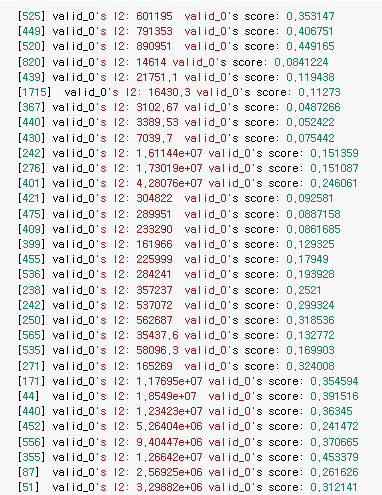 [525] valid_0's l2: 601195  valid_0's score: 0,353147
[449] valid_0's l2: 791353  valid_0's score: 0,406751
[520] valid_0's l2: 890951  valid_0's score: 0,449165
[820] valid_0's l2: 14614 valid_0's score: 0,0841224
[439] valid_0's l2: 21751,1 valid_0's score: 0,119438
[1715]  valid_0's l2: 16430,3 valid_0's score: 0,11273
[367] valid_0's l2: 3102,67 valid_0's score: 0,0487266
[440] valid_0's l2: 3389,53 valid_0's score: 0,052422
[430] valid_0's l2: 7039,7  valid_0's score: 0,075442
[242] valid_0's l2: 1,61144e+07 valid_0's score: 0,151359
[276] valid_0's l2: 1,73019e+07 valid_0's score: 0,151087
[401] valid_0's l2: 4,28076e+07 valid_0's score: 0,246061
[421] valid_0's l2: 304822  valid_0's score: 0,092581
[475] valid_0's l2: 289951  valid_0's score: 0,0887158
[409] valid_0's l2: 233290  valid_0's score: 0,0861685
[399] valid_0's l2: 161966  valid_0's score: 0,129325
[455] valid_0's l2: 225999  valid_0's score: 0,17949
[536] valid_0's l2: 284241  valid_0's score: 0,193928
[238] valid_0's l2: 357237  valid_0's score: 0,2521
[242] valid_0's l2: 537072  valid_0's score: 0,299324
[250] valid_0's l2: 562687  valid_0's score: 0,318536
[565] valid_0's l2: 35437,6 valid_0's score: 0,132772
[535] valid_0's l2: 58096,3 valid_0's score: 0,169903
[271] valid_0's l2: 165269  valid_0's score: 0,324008
[171] valid_0's l2: 1,17695e+07 valid_0's score: 0,354594
[44]  valid_0's l2: 1,8549e+07  valid_0's score: 0,391516
[440] valid_0's l2: 1,23423e+07 valid_0's score: 0,36345
[452] valid_0's l2: 5,26404e+06 valid_0's score: 0,241472
[556] valid_0's l2: 9,40447e+06 valid_0's score: 0,370665
[355] valid_0's l2: 1,26642e+07 valid_0's score: 0,453379
[87]  valid_0's l2: 2,56925e+06 valid_0's score: 0,261626
[51]  valid_0's l2: 3,29882e+06 valid_0's score: 0,312141